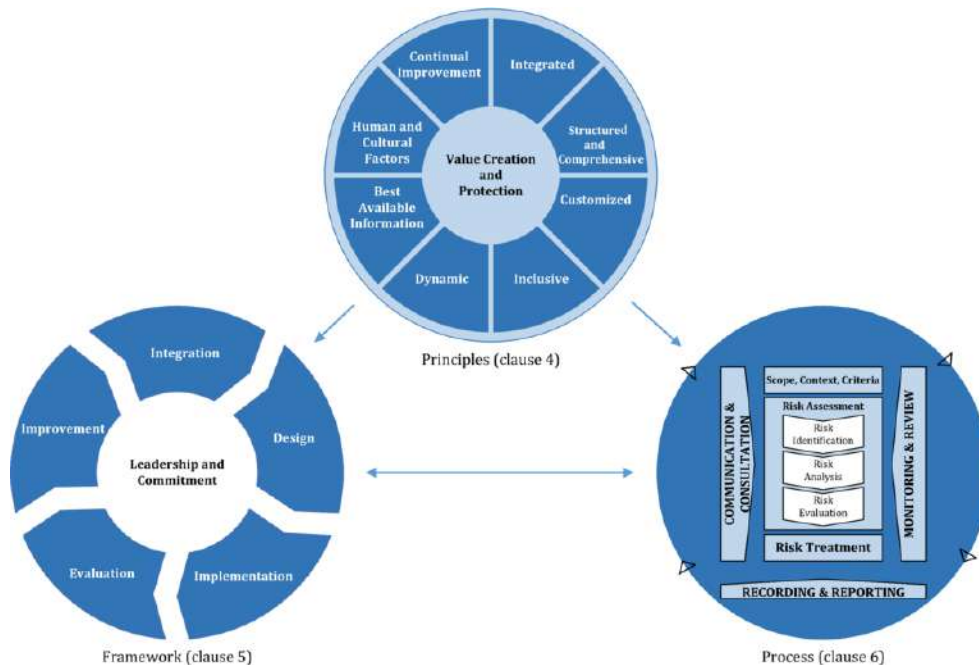 Continual
Improvement
Integrated
Human and
Cultural
Factors
Structured
and
Comprehensive
Value Creation
and
Protection
Best
Available
Information
Customized
Dynamic
Inclusive
Principles (clause 4)
Integration
Improvement
Design
Leadership and
Commitment
Evaluation
Implementation
Framework (clause 5)
Scope, Context, Criteria
Risk Assessment
Risk
Identification
Risk
Analysis
Risk
Evaluation
Risk Treatment
COMMUNICATION &
CONSULTATION
MONITORING & REVIEW
RECORDING & REPORTING
Process (clause 6)